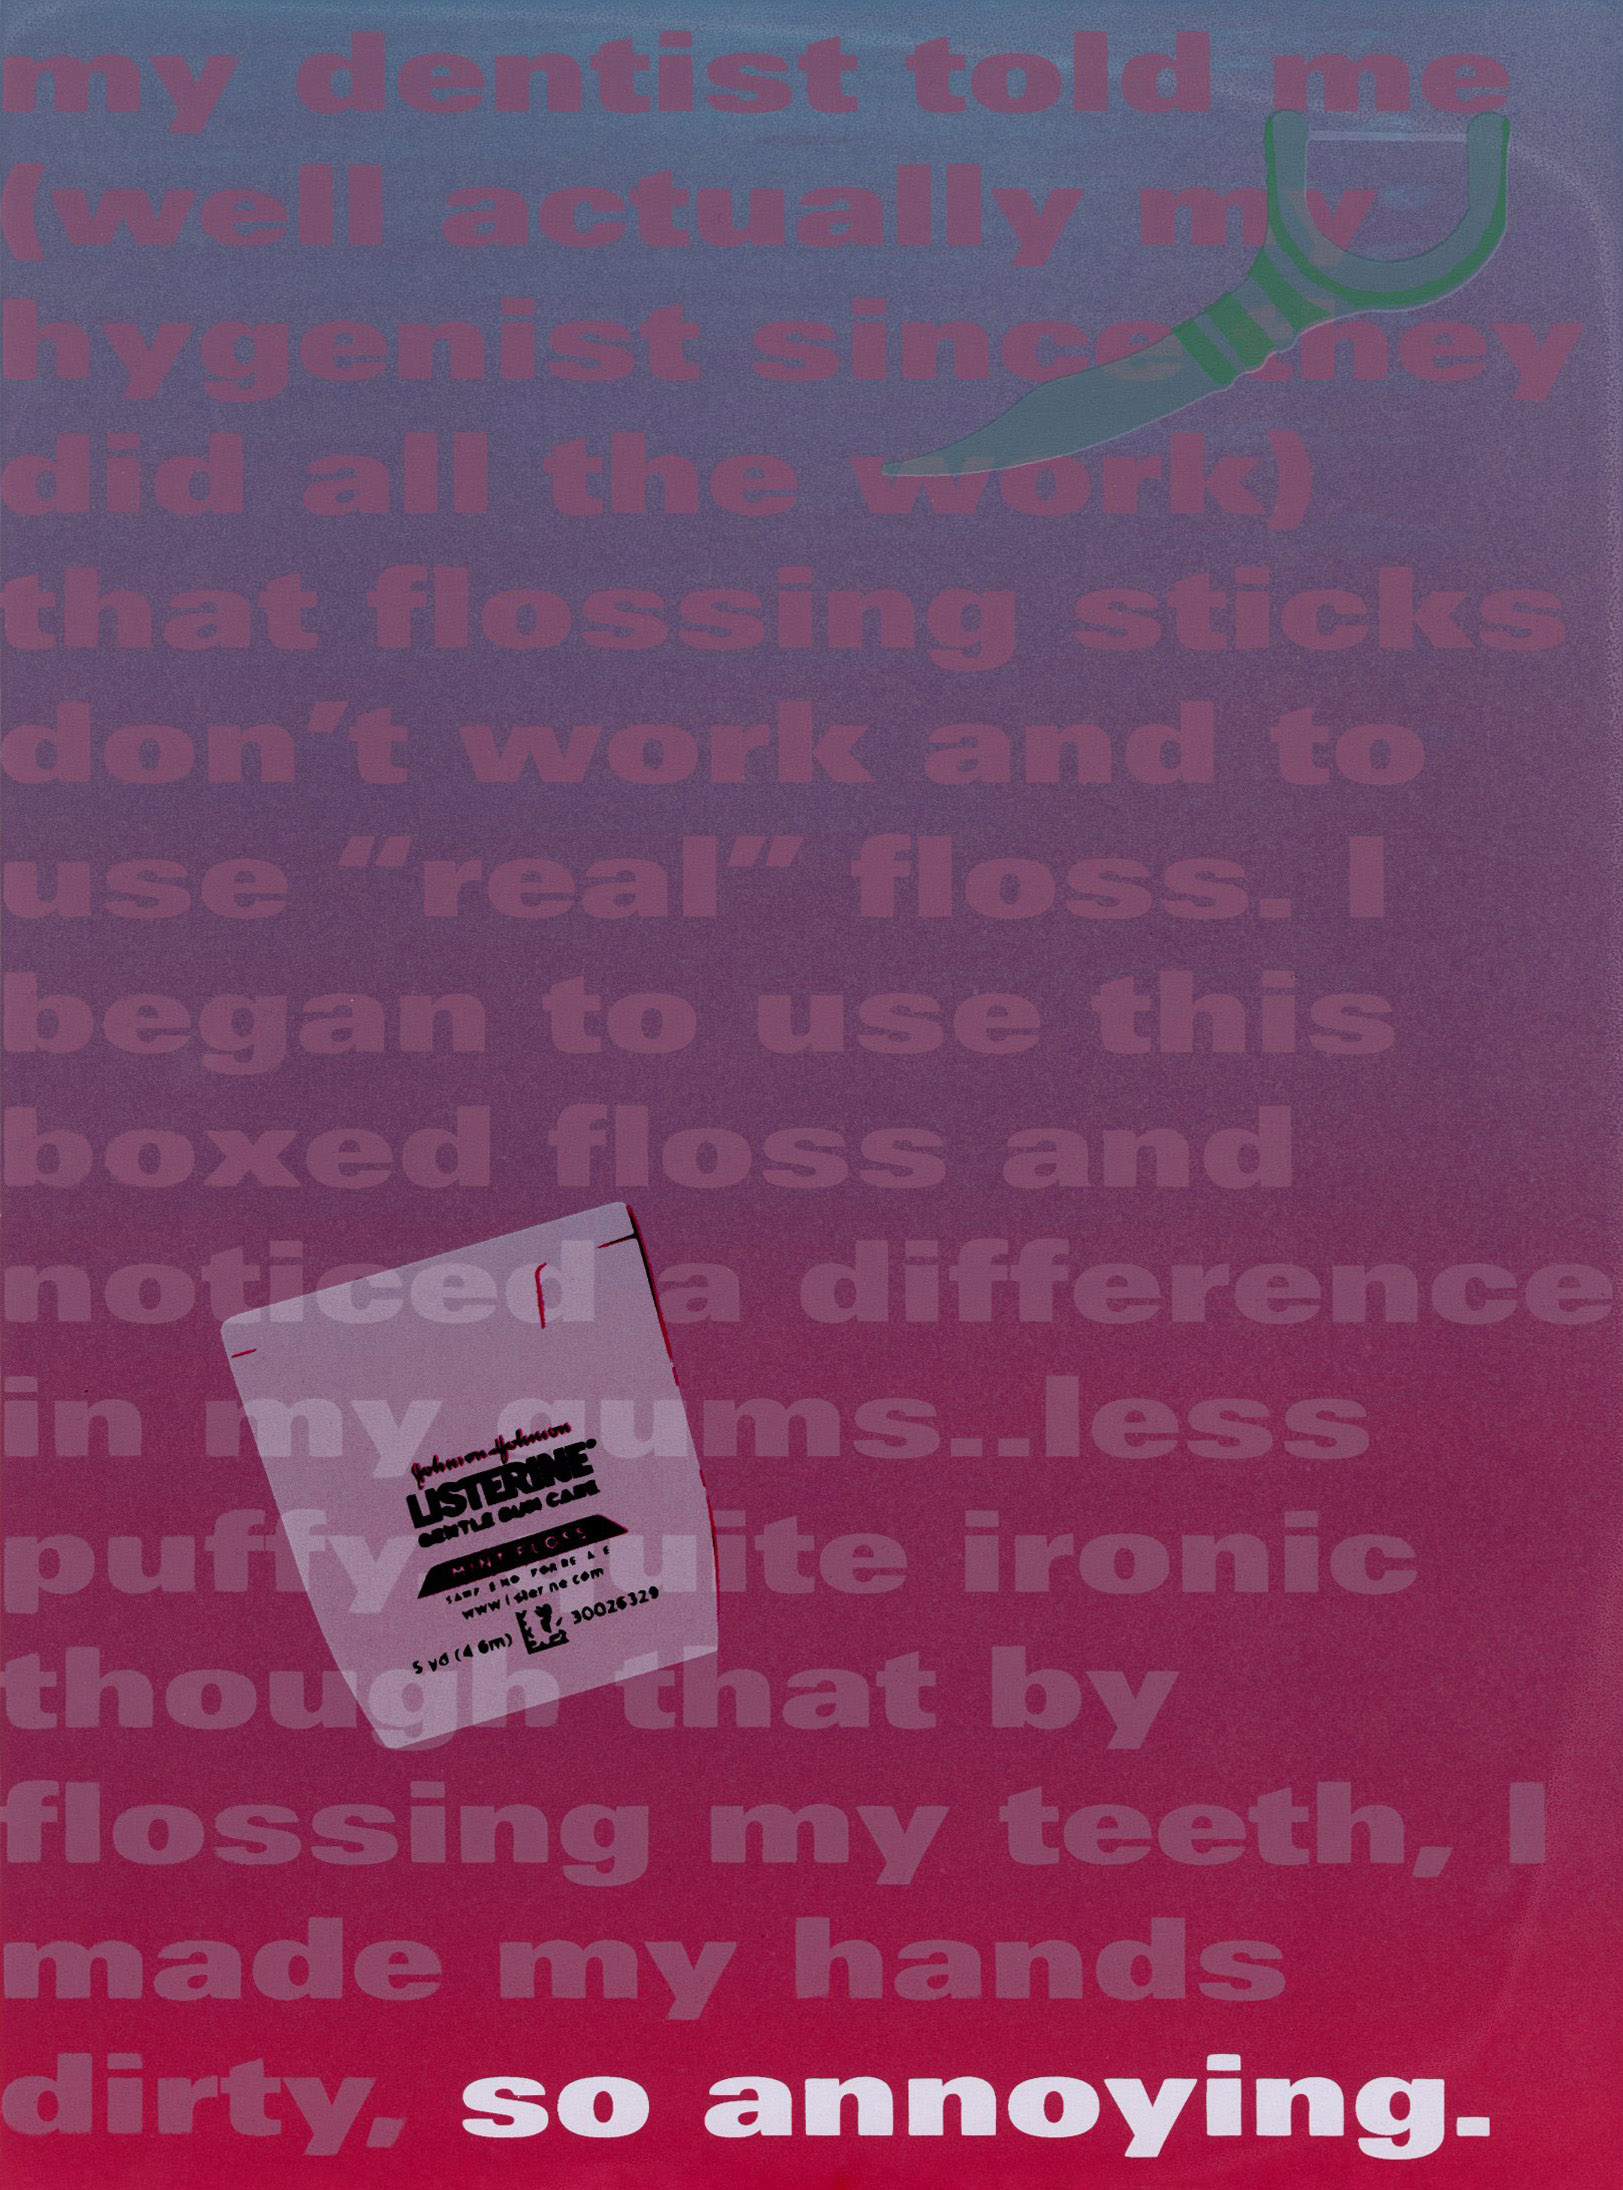 my dentist told me
(well actually my
hygenist since they
did all the work)
that flossing sticks
don't work and to
use "real" floss. I
began to use this
boxed floss and
noticed a difference
in my gums...less
puffy quite ironic
though that by
flossing my teeth, I
made my hands
dirty, so annoying.
Johnson & Johnson
LISTERINE®
GENTLE GUM CARE
MINT FLOSS
www.listerine.com
5 yd (4.6m) 30026329